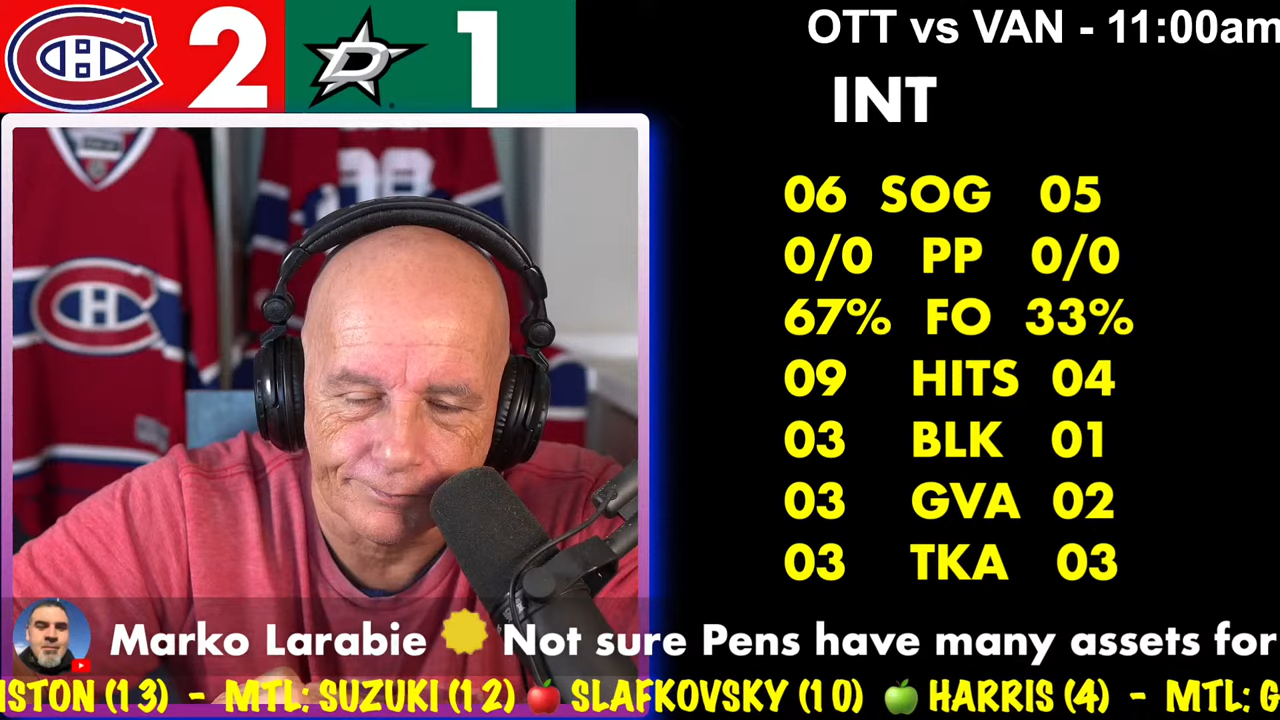 2 1
OTT vs VAN - 11:00am
INT
06 SOG 05
0/0 PP 0/0
67% FO 33%
09 HITS 04
03 BLK 01
03 GVA 02
03 TKA 03
Marko Larabie Not sure Pens have many assets for
ISTON (13) - MTL: SUZUKI (12) SLAFKOVSKY (10) HARRIS (4) - MTL: G